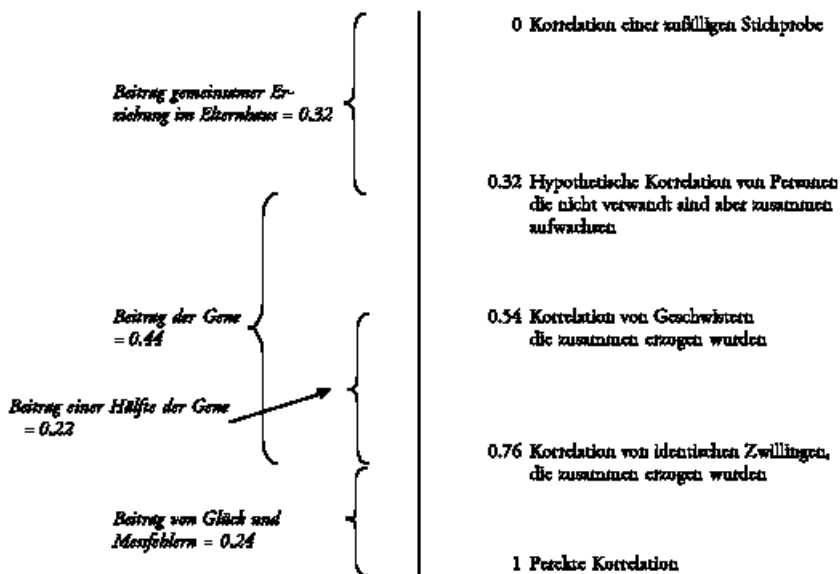 0 Korrelation einer zufälligen Stichprobe
Beitrag gemeinsamer Er-
ziehung im Elternhaus = 0.32
0.32 Hypothetische Korrelation von Personen
die nicht verwandt sind aber zusammen
aufwachsen
Beitrag der Gene
= 0.44
0.54 Korrelation von Geschwistern
die zusammen erzogen wurden
Beitrag einer Hälfte der Gene
= 0.22
0.76 Korrelation von identischen Zwillingen,
die zusammen erzogen wurden
Beitrag von Glück und
Messfehlern = 0.24
1 Perekte Korrelation